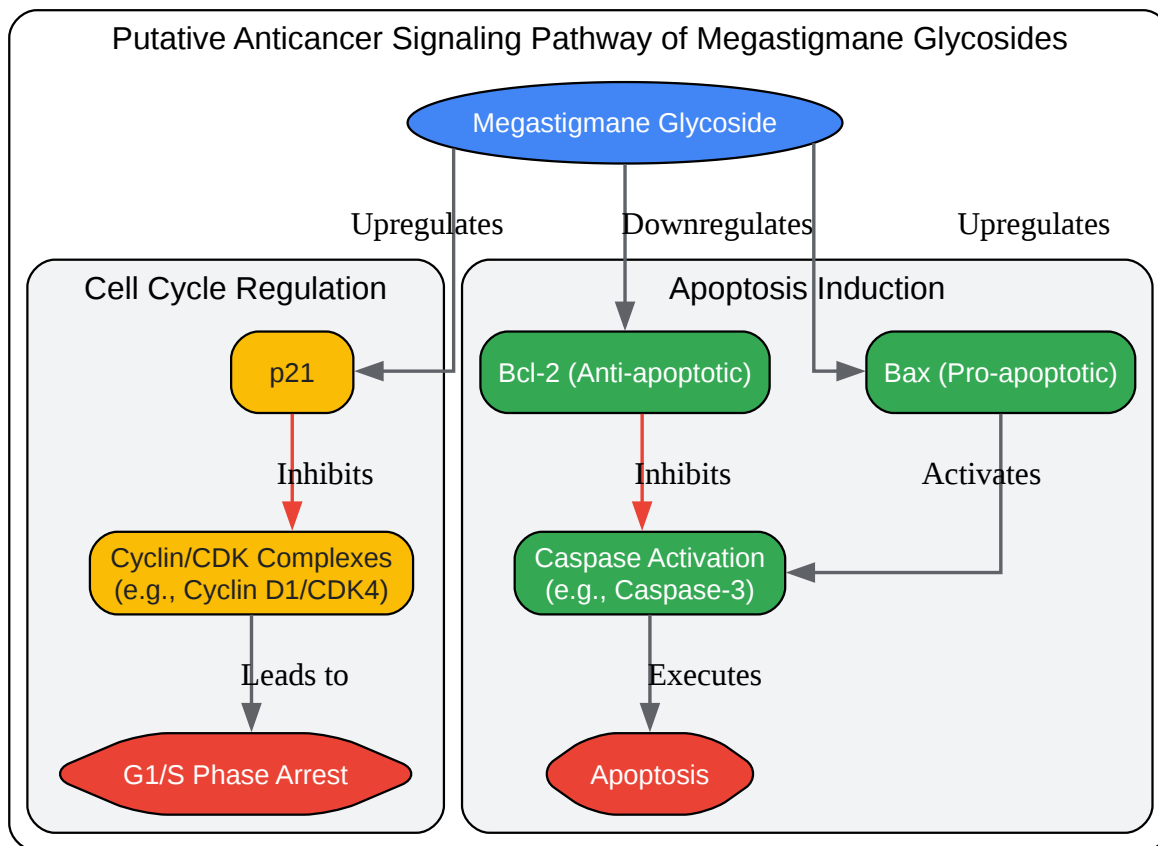 Putative Anticancer Signaling Pathway of Megastigmane Glycosides
Megastigmane Glycoside
Upregulates
Downregulates
Upregulates
Cell Cycle Regulation
Apoptosis Induction
p21
Bcl-2 (Anti-apoptotic)
Bax (Pro-apoptotic)
Inhibits
Inhibits
Activates
Cyclin/CDK Complexes
(e.g., Cyclin D1/CDK4)
Caspase Activation
(e.g., Caspase-3)
Leads to
Executes
G1/S Phase Arrest
Apoptosis